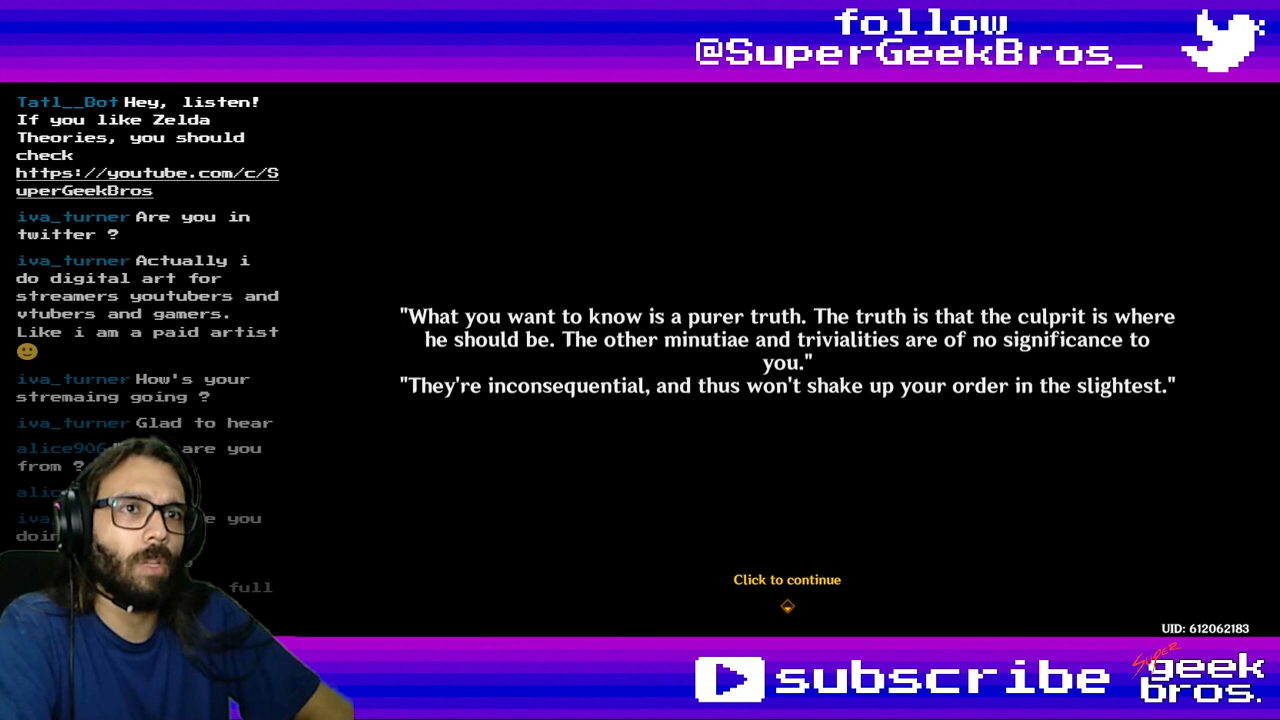 follow
@SuperGeekBros_
Tatl__Bot Hey, listen!
If you like Zelda
Theories, you should
check
https://youtube.com/c/S
uperGeekBros
iva_turner Are you in
twitter ?
iva_turner Actually i
do digital art for
streamers youtubers and
vtubers and gamers.
Like i am a paid artist
iva_turner How's your
stremaing going ?
iva_turner Glad to hear
alice906 are you
from ?
you
full
"What you want to know is a purer truth. The truth is that the culprit is where
he should be. The other minutiae and trivialities are of no significance to
you."
"They're inconsequential, and thus won't shake up your order in the slightest."
Click to continue
UID: 612062183
subscribe
SUPER
geek
bros.